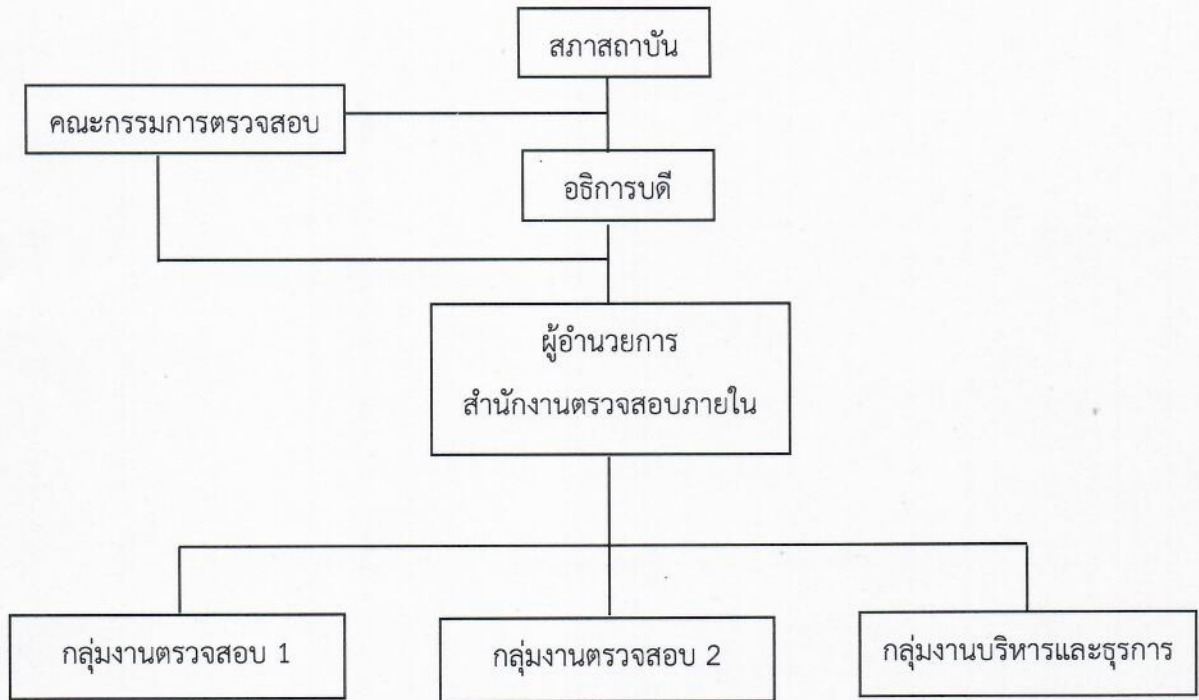 สภาสถาบัน
คณะกรรมการตรวจสอบ
อธิการบดี
ผู้อำนวยการ
สำนักงานตรวจสอบภายใน
กลุ่มงานตรวจสอบ 1
กลุ่มงานตรวจสอบ 2
กลุ่มงานบริหารและธุรการ